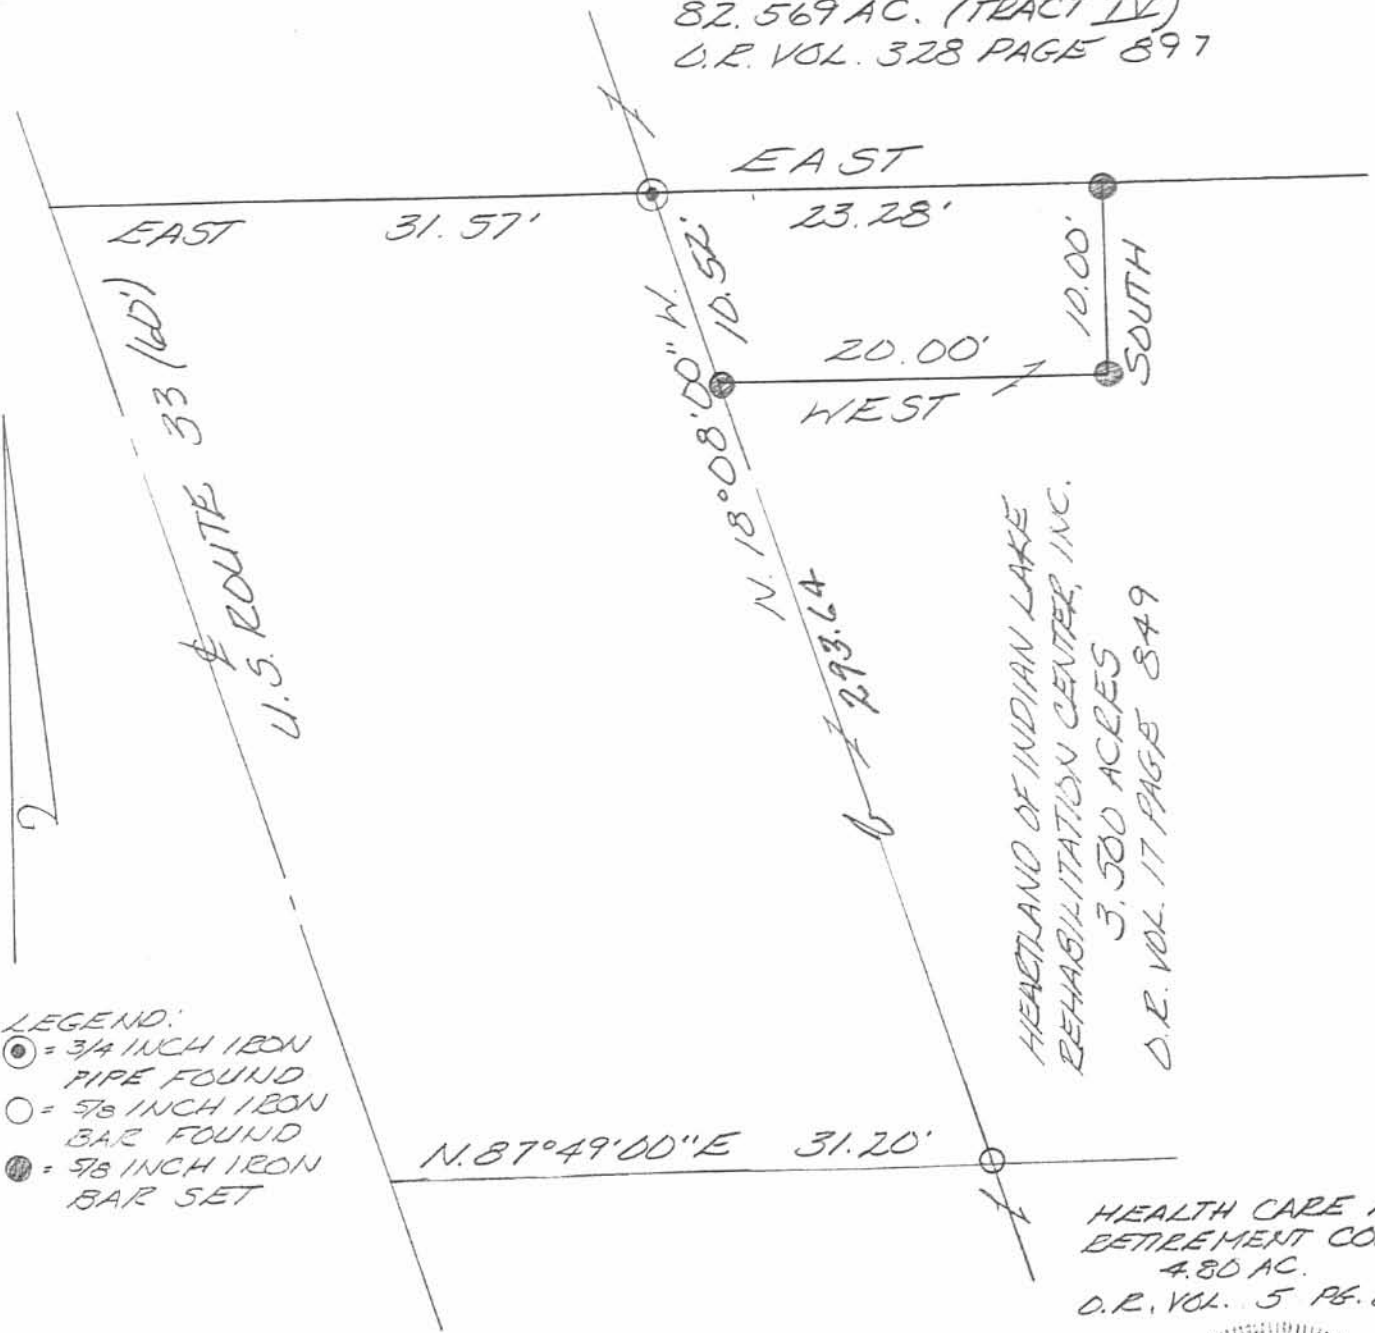 82.569 AC. (TRACT IV)
O.R. VOL. 328 PAGE 897
EAST
EAST 31.57'
23.28'
10.52'
10.00'
SOUTH
20.00'
WEST
N. 18°08'00" W.
293.64
U.S. ROUTE 33 (60')
HEARTLAND OF INDIAN LAKE
REHABILITATION CENTER, INC.
3.500 ACRES
O.R. VOL. 17 PAGE 849
LEGEND:
= 3/4 INCH IRON
PIPE FOUND
= 5/8 INCH IRON
BAR FOUND
= 5/8 INCH IRON
BAR SET
N. 87°49'00" E 31.20'
HEALTH CARE
RETIREMENT
4.80 AC.
O.R. VOL. 5 PG.